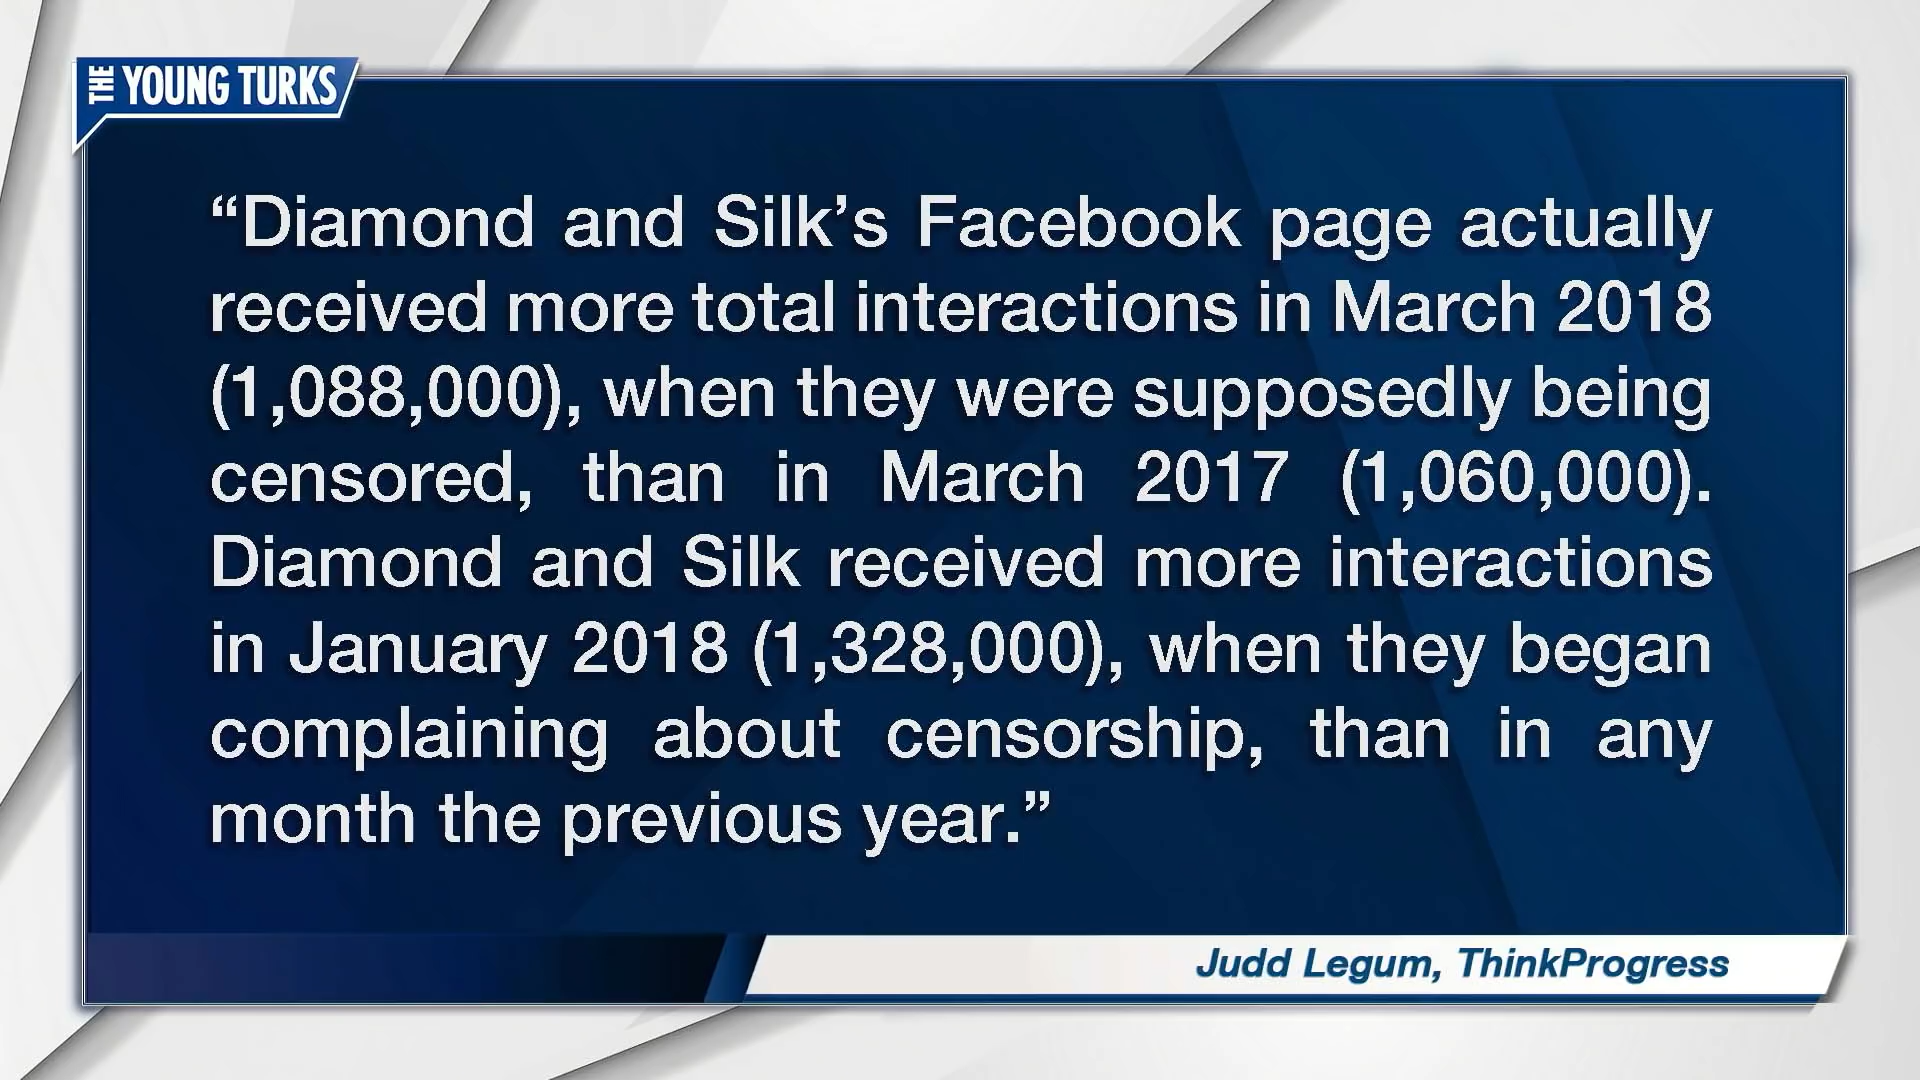 THE YOUNG TURKS
“Diamond and Silk’s Facebook page actually
received more total interactions in March 2018
(1,088,000), when they were supposedly being
censored, than in March 2017 (1,060,000).
Diamond and Silk received more interactions
in January 2018 (1,328,000), when they began
complaining about censorship, than in any
month the previous year.”
Judd Legum, ThinkProgress